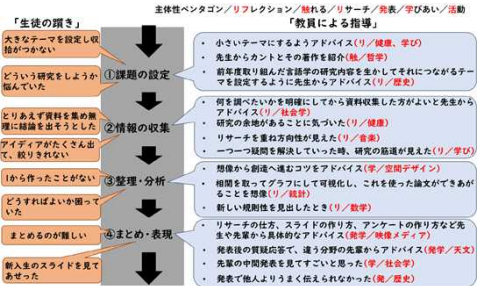 主体性ペンタゴン／リフレクション／触れる／リサーチ／発表／学びあい／活動
「生徒の躓き」
「教員による指導」
大きなテーマを設定し収
拾がつかない
どういう研究をしようか
悩んでいた
①課題の設定
・ 小さいテーマにするようアドバイス(リ／健康、学び)
・ 先生からカントとその著作を紹介(触／哲学)
・ 前年度取り組んだ言語学の研究内容を生かしてそれにつながるテー
マを設定するように先生からアドバイス(リ／歴史)
とりあえず資料を集め無
理に結論を出そうとした
アイディアがたくさん出
て、絞りきれない
②情報の収集
・ 何を調べたいかを明確にしてから資料収集した方がよいと先生から
アドバイス(リ／社会学)
・ 研究の余地があることに気づいた(リ／健康)
・ リサーチを重ね方向性が見えた(リ／音楽)
・ 一つ一つ疑問を解決していった時、研究の筋道が見えた(リ／学び)
1から作ったことがない
どうすればよいか困って
いた
③整理・分析
・ 想像から創造へ進むコツをアドバイス(学／空間デザイン)
・ 相関を取ってグラフにして可視化し、これを使った論文ができあが
ることを想像(リ／統計)
・ 新しい規則性を見出したとき(リ／数学)
まとめるのが難しい
新入生のスライドを見て
あせった
④まとめ・表現
・ リサーチの仕方、スライドの作り方、アンケートの作り方など先
生や先輩から具体的なアドバイス(発学／映像メディア)
・ 発表後の質疑応答で、違う分野の先輩からアドバイス(発学／天文)
・ 先輩の中間発表を見てすごいと思った(学／社会学)
・ 発表で他人よりうまく伝えられなかった(発／歴史)